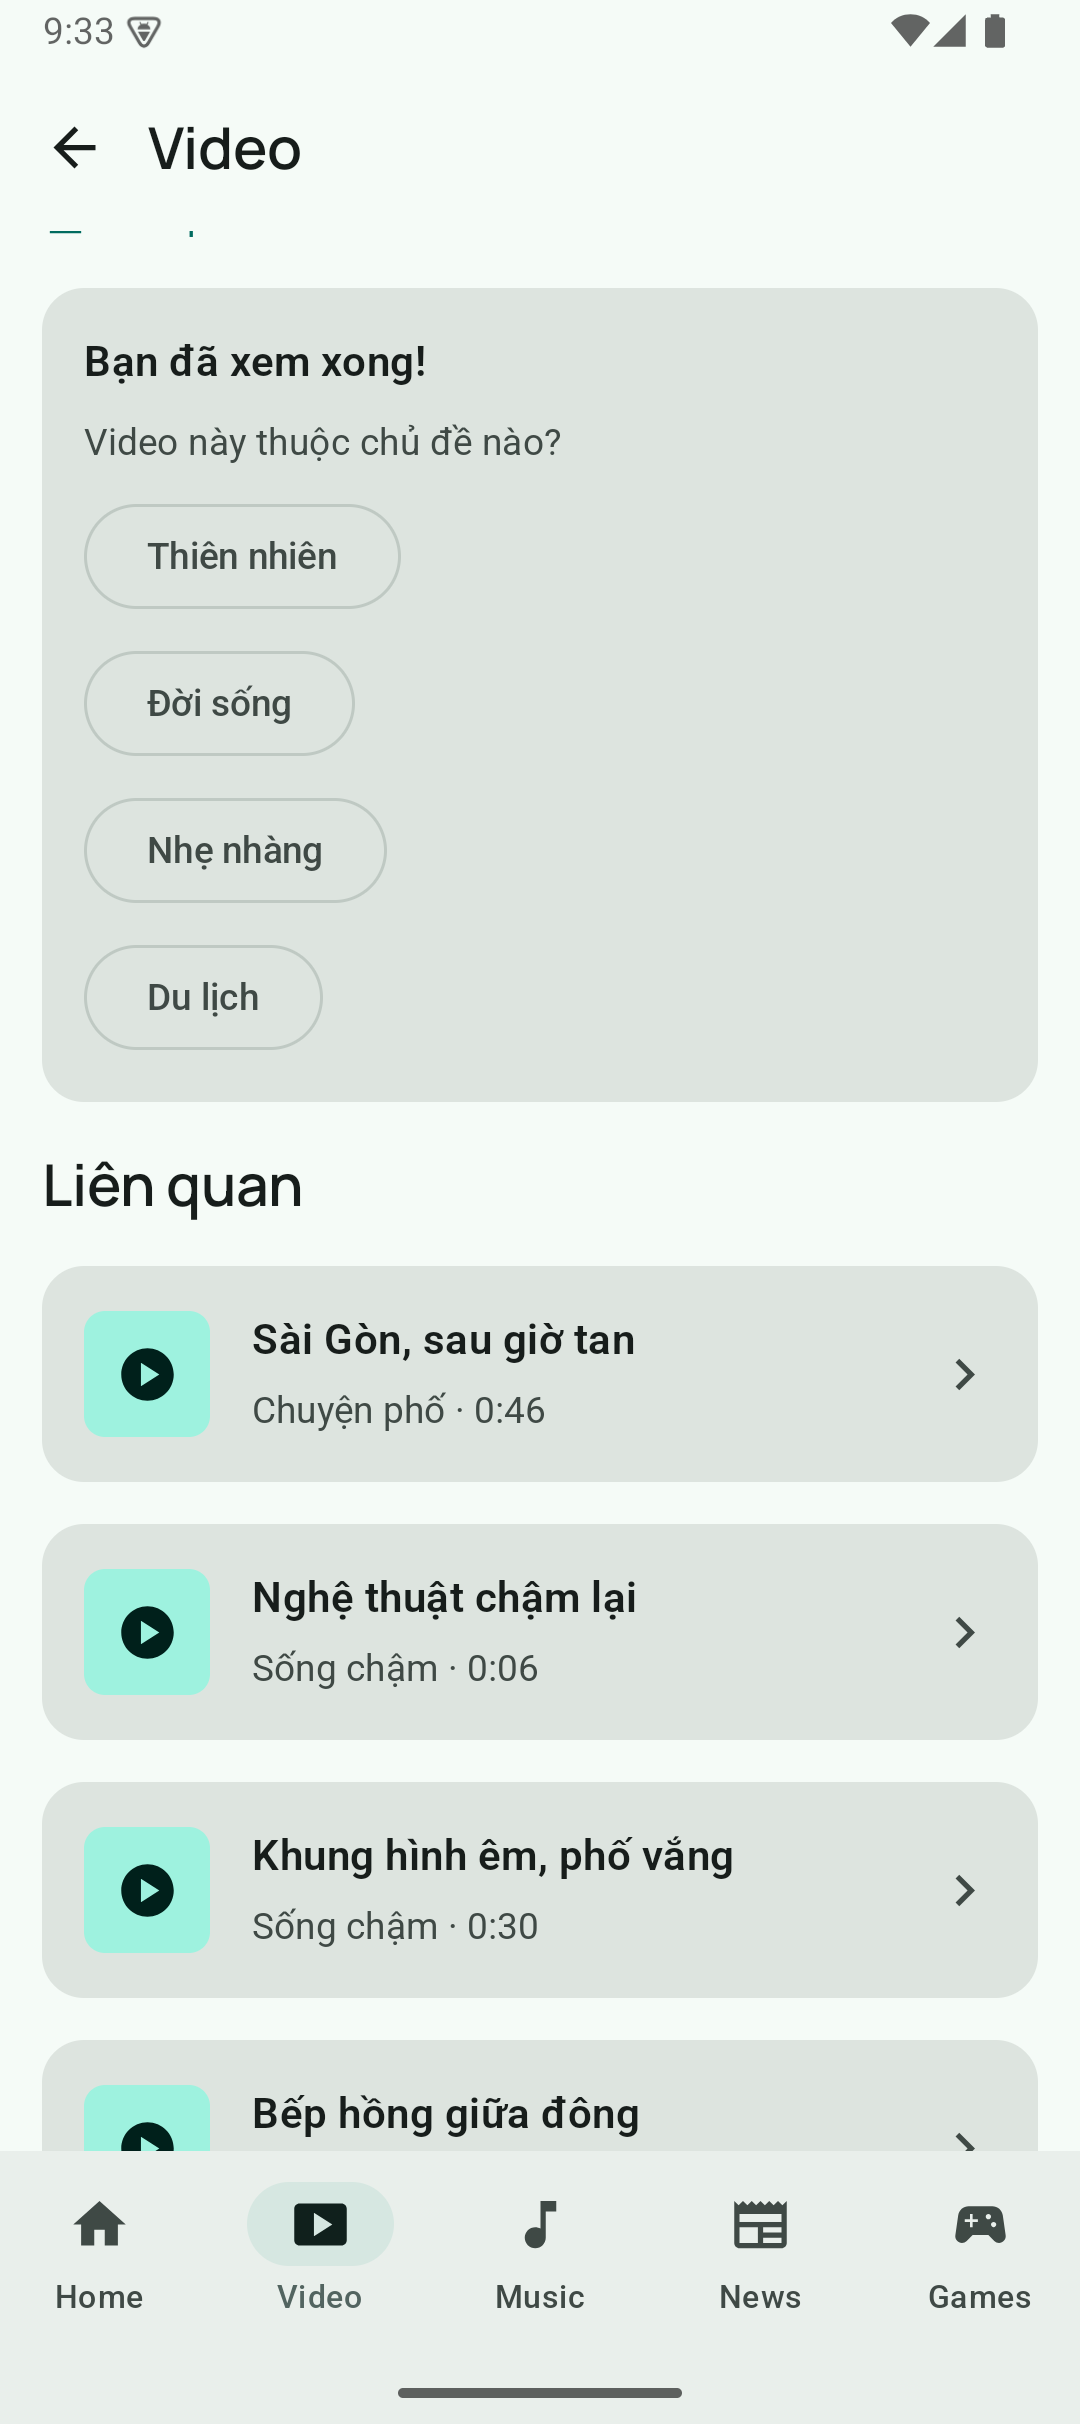 9:33
Video
Bạn đã xem xong!
Video này thuộc chủ đề nào?
Thiên nhiên
Đời sống
Nhẹ nhàng
Du lịch
Liên quan
Sài Gòn, sau giờ tan
Chuyện phố · 0:46
Nghệ thuật chậm lại
Sống chậm · 0:06
Khung hình êm, phố vắng
Sống chậm · 0:30
Bếp hồng giữa đông
Home
Video
Music
News
Games